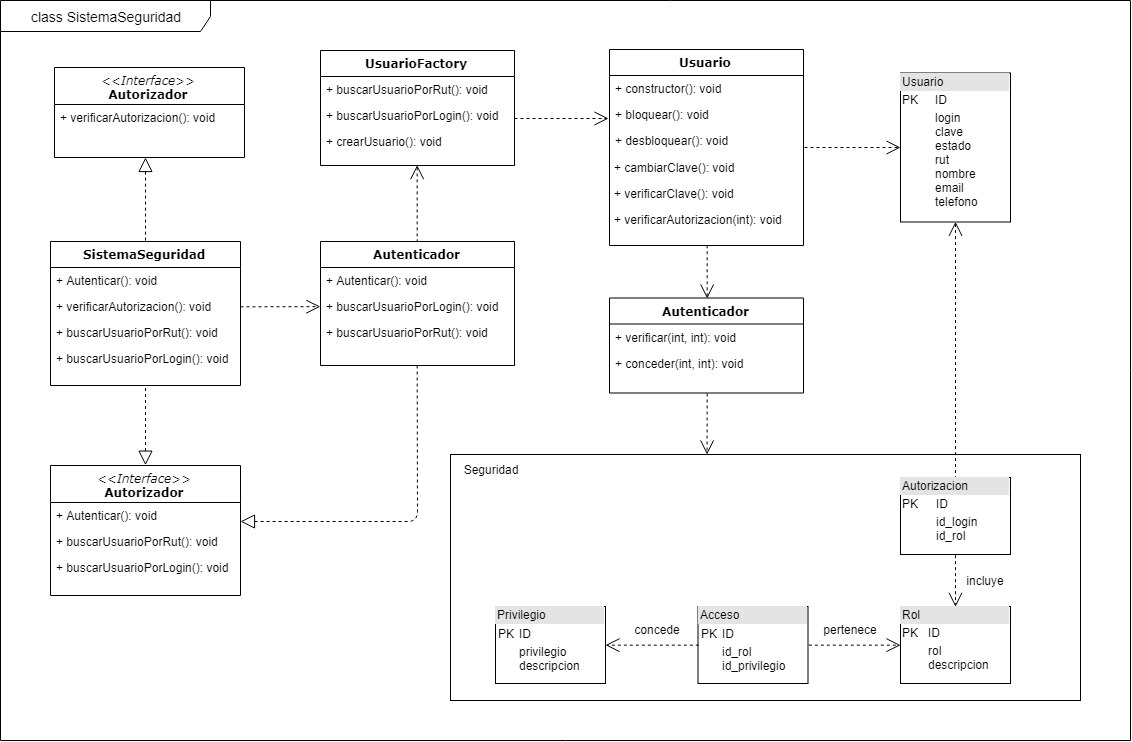 class SistemaSeguridad
<<Interface>>
Autorizador
+ verificarAutorizacion(): void
UsuarioFactory
+ buscarUsuarioPorRut(): void
+ buscarUsuarioPorLogin(): void
+ crearUsuario(): void
Usuario
+ constructor(): void
+ bloquear(): void
+ desbloquear(): void
+ cambiarClave(): void
+ verificarClave(): void
+ verificarAutorizacion(int): void
Usuario
PK ID
login
clave
estado
rut
nombre
email
telefono
SistemaSeguridad
+ Autenticar(): void
+ verificarAutorizacion(): void
+ buscarUsuarioPorRut(): void
+ buscarUsuarioPorLogin(): void
Autenticador
+ Autenticar(): void
+ buscarUsuarioPorLogin(): void
+ buscarUsuarioPorRut(): void
Autenticador
+ verificar(int, int): void
+ conceder(int, int): void
<<Interface>>
Autorizador
+ Autenticar(): void
+ buscarUsuarioPorRut(): void
+ buscarUsuarioPorLogin(): void
Seguridad
Autorizacion
PK ID
id_login
id_rol
incluye
Privilegio
PK ID
privilegio
descripcion
concede
Acceso
PK ID
id_rol
id_privilegio
pertenece
Rol
PK ID
rol
descripcion